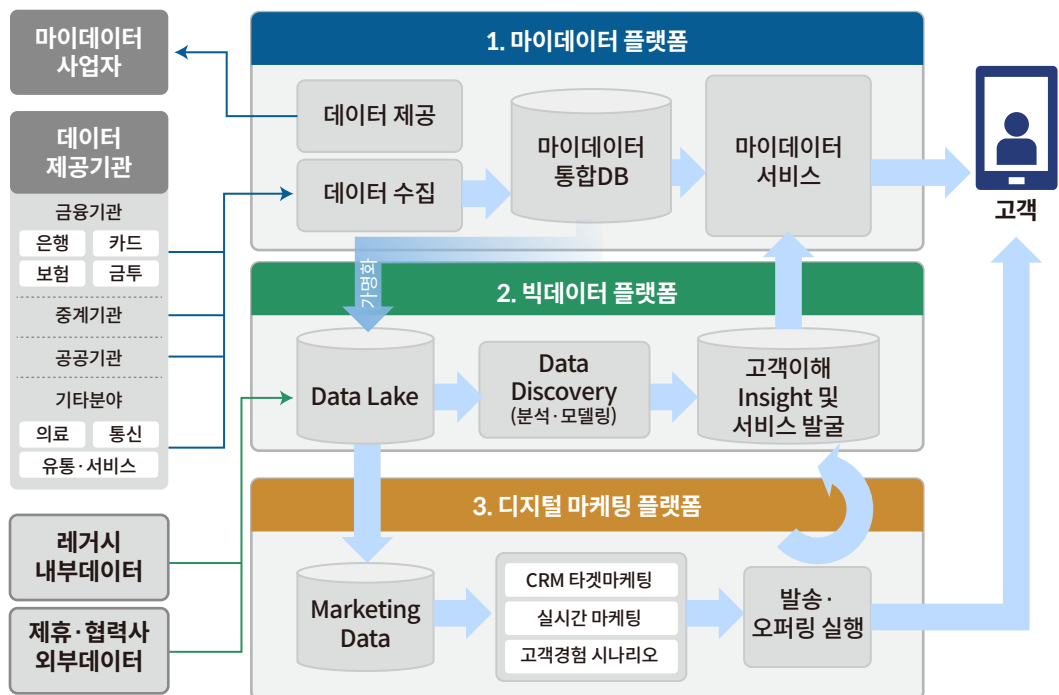 마이데이터
사업자
데이터
제공기관
금융기관
은행
카드
보험
금투
중계기관
공공기관
기타분야
의료
통신
유통·서비스
레거시
내부데이터
제휴·협력사
외부데이터
1. 마이데이터 플랫폼
데이터 제공
데이터 수집
마이데이터
통합DB
마이데이터
서비스
고객
가명화
2. 빅데이터 플랫폼
Data Lake
Data
Discovery
(분석·모델링)
고객이해
Insight 및
서비스 발굴
3. 디지털 마케팅 플랫폼
Marketing
Data
CRM 타겟마케팅
실시간 마케팅
고객경험 시나리오
발송·
오퍼링 실행